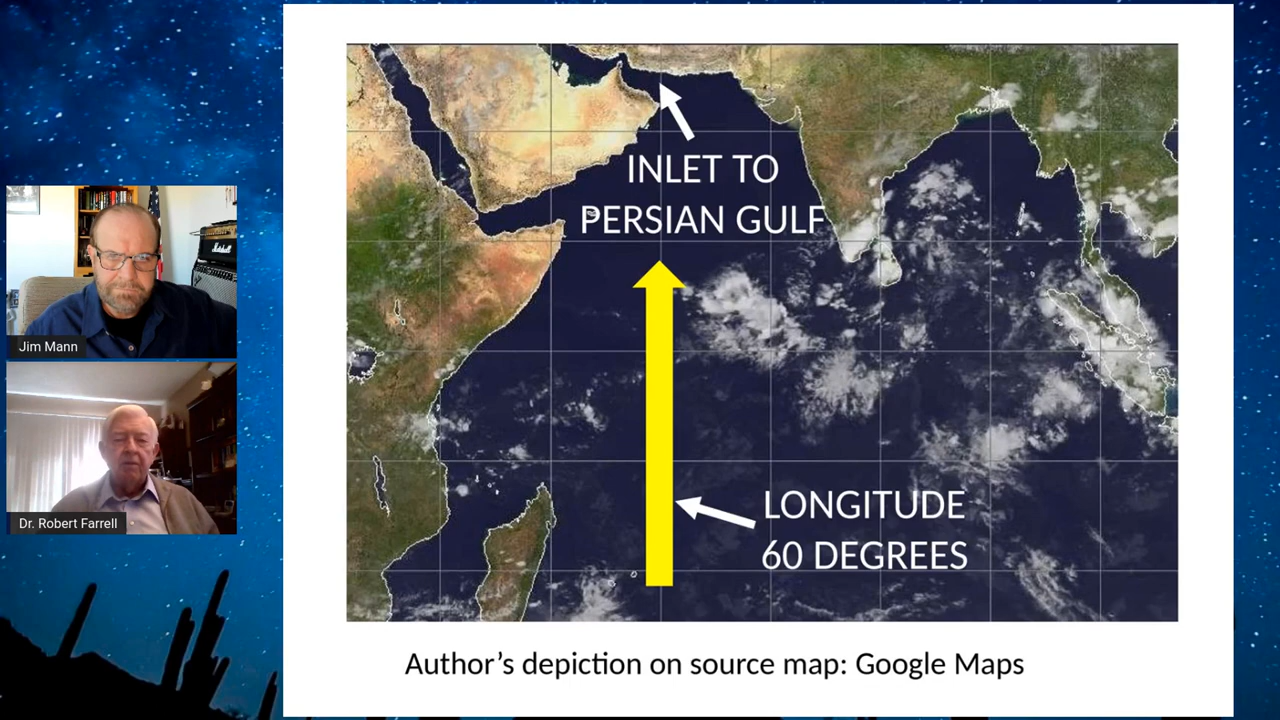 INLET TO
PERSIAN GULF
LONGITUDE
60 DEGREES
Author's depiction on source map: Google Maps
Marshall
Jim Mann
Dr. Robert Farrell